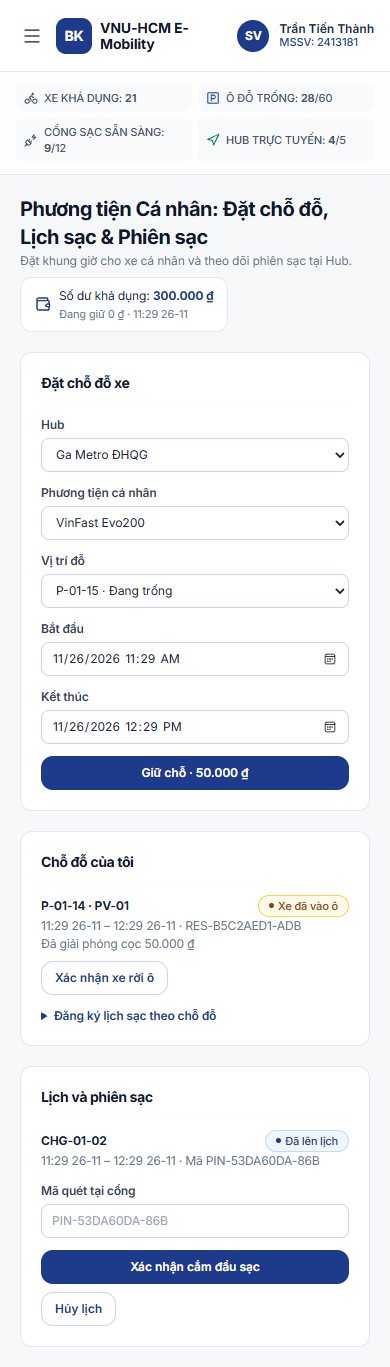 BK
VNU-HCM E-
Mobility
SV
Trần Tiến Thành
MSSV: 2413181
XE KHẢ DỤNG: 21
Ô ĐỖ TRỐNG: 28/60
CỔNG SẠC SẴN SÀNG:
9/12
HUB TRỰC TUYẾN: 4/5
Phương tiện Cá nhân: Đặt chỗ đỗ,
Lịch sạc & Phiên sạc
Đặt khung giờ cho xe cá nhân và theo dõi phiên sạc tại Hub.
Số dư khả dụng: 300.000 ₫
Đang giữ 0 ₫ · 11:29 26-11
Đặt chỗ đỗ xe
Hub
Ga Metro ĐHQG
Phương tiện cá nhân
VinFast Evo200
Vị trí đỗ
P-01-15 · Đang trống
Bắt đầu
11/26/2026 11:29 AM
Kết thúc
11/26/2026 12:29 PM
Giữ chỗ · 50.000 ₫
Chỗ đỗ của tôi
P-01-14 · PV-01
Xe đã vào ô
11:29 26-11 – 12:29 26-11 · RES-B5C2AED1-ADB
Đã giải phóng cọc 50.000 ₫
Xác nhận xe rời ô
Đăng ký lịch sạc theo chỗ đỗ
Lịch và phiên sạc
CHG-01-02
Đã lên lịch
11:29 26-11 – 12:29 26-11 · Mã PIN-53DA60DA-86B
Mã quét tại cổng
PIN-53DA60DA-86B
Xác nhận cắm đầu sạc
Hủy lịch